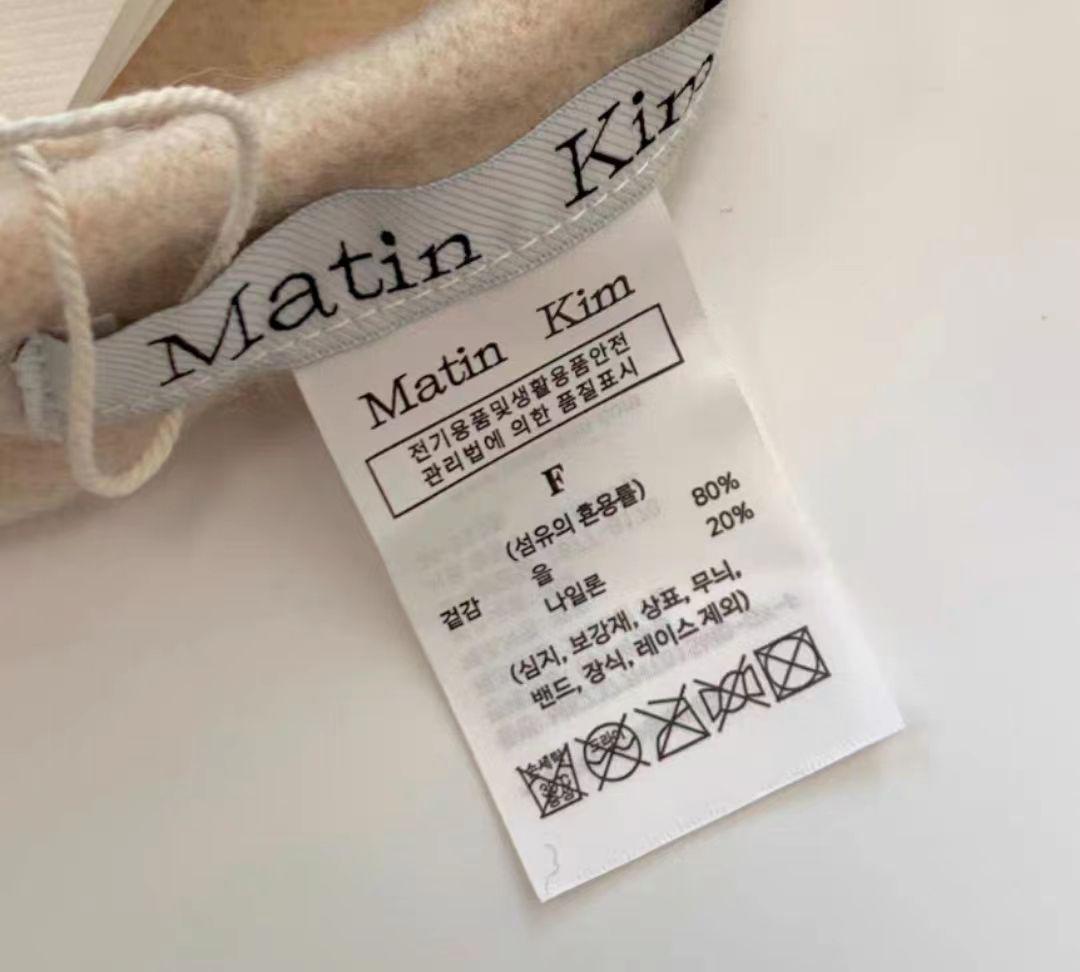 Matin Kim
Matin Kim
전기용품및생활용품안전
관리법에 의한 품질표시
F
(섬유의 혼용률)
겉감 울 80%
나일론 20%
(심지, 보강재, 상표, 무늬,
밴드, 장식, 레이스 제외)
드라이